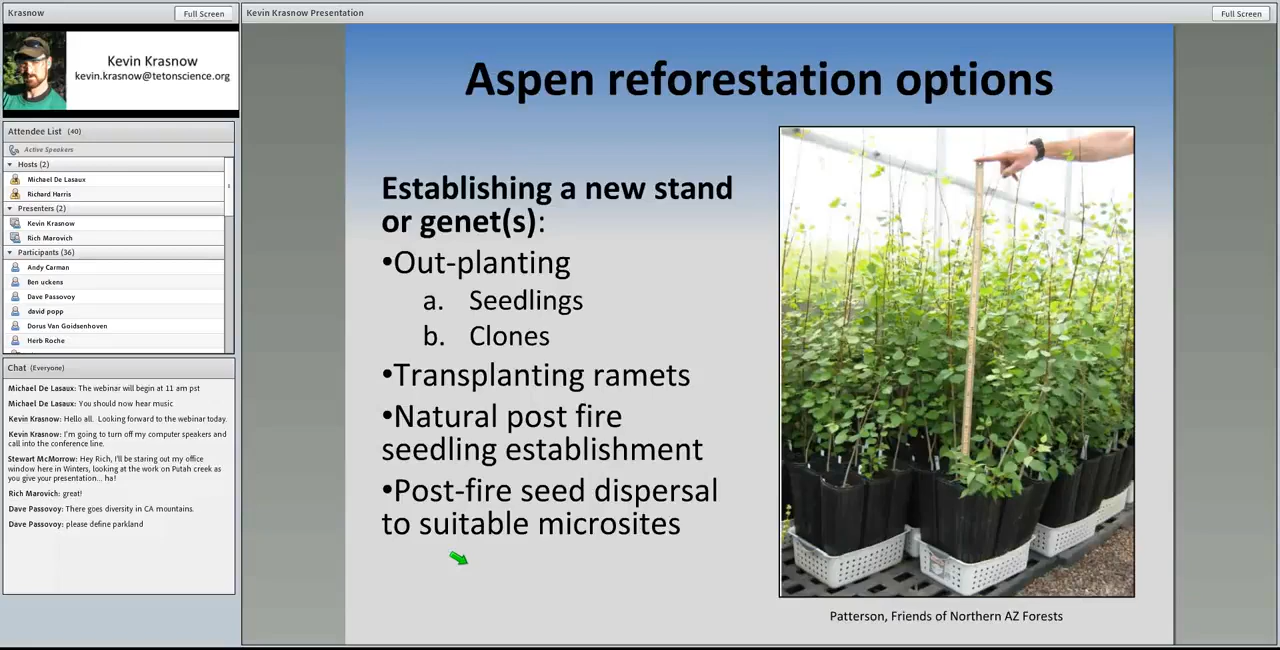 Krasnow
Full Screen
Kevin Krasnow
kevin.krasnow@tetonscience.org
Attendee List (40)
Active Speakers
Hosts (2)
Michael De Lasaux
Richard Harris
Presenters (2)
Kevin Krasnow
Rich Marovich
Participants (36)
Andy Carman
Ben uckens
Dave Passovoy
david popp
Dorus Van Goidsenhoven
Herb Roche
Chat (Everyone)
Michael De Lasaux: The webinar will begin at 11 am pst
Michael De Lasaux: You should now hear music
Kevin Krasnow: Hello all. Looking forward to the webinar today.
Kevin Krasnow: I'm going to turn off my computer speakers and
call into the conference line.
Stewart McMorrow: Hey Rich, I'll be staring out my office
window here in Winters, looking at the work on Putah creek as
you give your presentation... ha!
Rich Marovich: great!
Dave Passovoy: There goes diversity in CA mountains.
Dave Passovoy: please define parkland
Kevin Krasnow Presentation
Full Screen
Aspen reforestation options
Establishing a new stand
or genet(s):
•Out-planting
a. Seedlings
b. Clones
•Transplanting ramets
•Natural post fire
seedling establishment
•Post-fire seed dispersal
to suitable microsites
Patterson, Friends of Northern AZ Forests